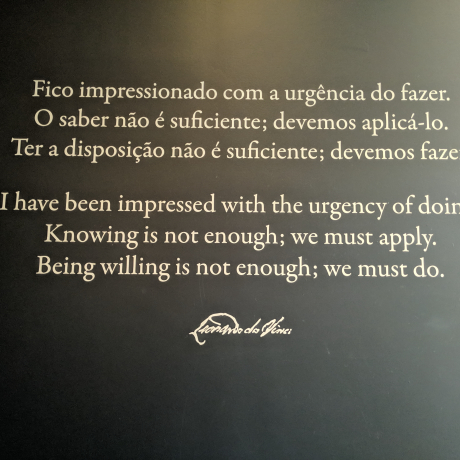 Fico impressionado com a urgência do fazer.
O saber não é suficiente; devemos aplicá-lo.
Ter a disposição não é suficiente; devemos faze
I have been impressed with the urgency of doin
Knowing is not enough; we must apply.
Being willing is not enough; we must do.
Leonardo da Vinci